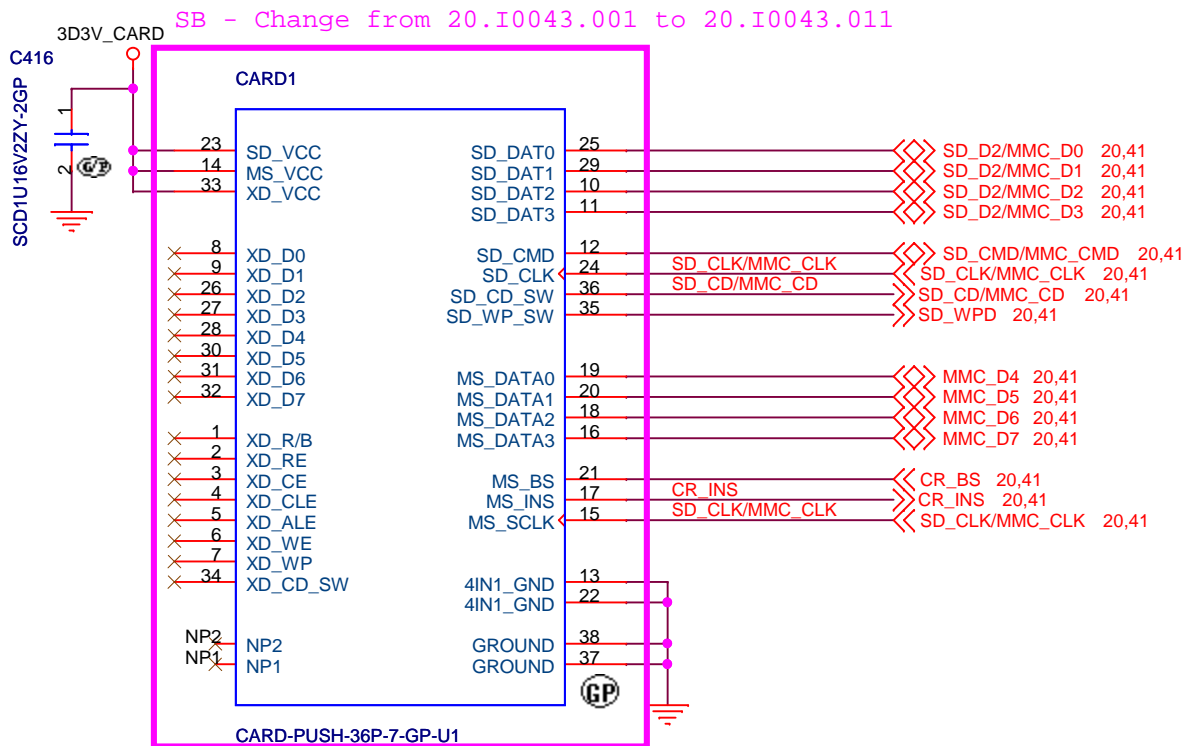 SB - Change from 20.I0043.001 to 20.I0043.011
3D3V_CARD
C416
SCD1U16V2ZY-2GP
1
2
G/P
CARD1
23 SD_VCC
14 MS_VCC
33 XD_VCC
8 XD_D0
9 XD_D1
26 XD_D2
27 XD_D3
28 XD_D4
30 XD_D5
31 XD_D6
32 XD_D7
1 XD_R/B
2 XD_RE
3 XD_CE
4 XD_CLE
5 XD_ALE
6 XD_WE
7 XD_WP
34 XD_CD_SW
NP2 NP2
NP1 NP1
SD_DAT0 25 SD_D2/MMC_D0 20,41
SD_DAT1 29 SD_D2/MMC_D1 20,41
SD_DAT2 10 SD_D2/MMC_D2 20,41
SD_DAT3 11 SD_D2/MMC_D3 20,41
SD_CMD 12 SD_CMD/MMC_CMD 20,41
SD_CLK 24 SD_CLK/MMC_CLK SD_CLK/MMC_CLK 20,41
SD_CD_SW 36 SD_CD/MMC_CD SD_CD/MMC_CD 20,41
SD_WP_SW 35 SD_WPD 20,41
MS_DATA0 19 MMC_D4 20,41
MS_DATA1 20 MMC_D5 20,41
MS_DATA2 18 MMC_D6 20,41
MS_DATA3 16 MMC_D7 20,41
MS_BS 21 CR_BS 20,41
MS_INS 17 CR_INS CR_INS 20,41
MS_SCLK 15 SD_CLK/MMC_CLK SD_CLK/MMC_CLK 20,41
4IN1_GND 13
4IN1_GND 22
GROUND 38
GROUND 37
GP
CARD-PUSH-36P-7-GP-U1